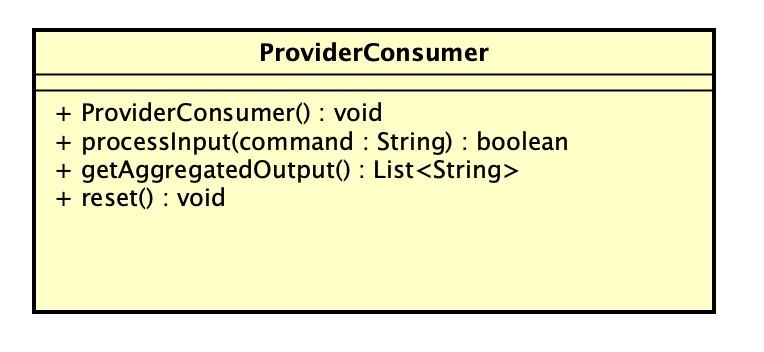 ProviderConsumer
+ ProviderConsumer() : void
+ processInput(command : String) : boolean
+ getAggregatedOutput() : List<String>
+ reset() : void